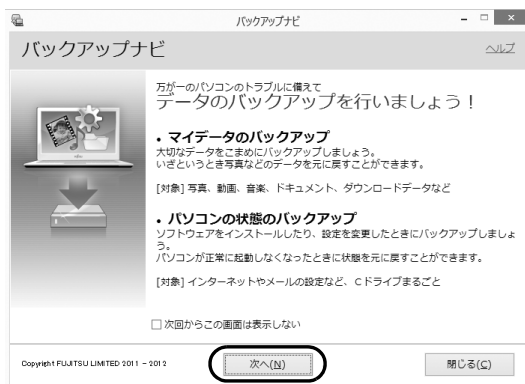 バックアップナビ
バックアップナビ
ヘルプ
万が一のパソコンのトラブルに備えて
データのバックアップを行いましょう！
・マイデータのバックアップ
大切なデータをこまめにバックアップしましょう。
いざというとき写真などのデータを元に戻すことができます。
[対象] 写真、動画、音楽、ドキュメント、ダウンロードデータなど
・パソコンの状態のバックアップ
ソフトウェアをインストールしたり、設定を変更したときにバックアップしましょ
う。
パソコンが正常に起動しなくなったときに状態を元に戻すことができます。
[対象] インターネットやメールの設定など、Cドライブまるごと
次回からこの画面は表示しない
Copyright FUJITSU LIMITED 2011 - 2012
次へ(N)
閉じる(C)